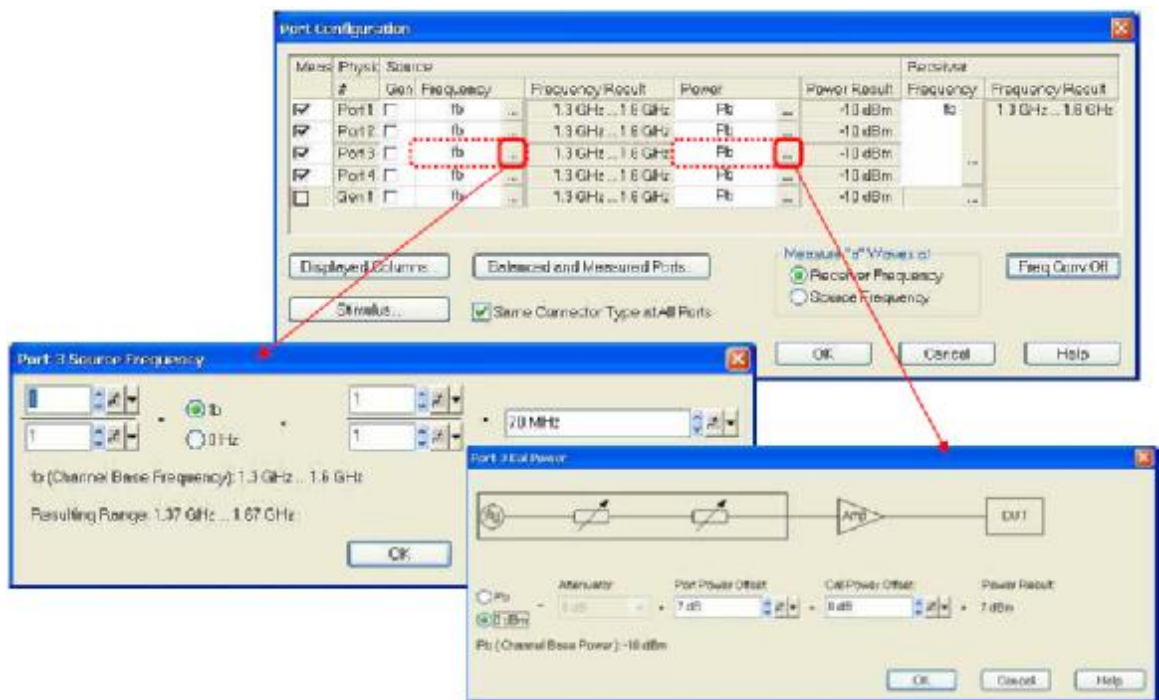 Port Configuration
Meas Physic Source Receiver
# Gen Frequency Frequency Result Power Power Result Frequency Frequency Result
Port 1 fb ... 1.3 GHz ... 1.6 GHz Pb ... -10 dBm fb 1.3 GHz ... 1.6 GHz
Port 2 fb ... 1.3 GHz ... 1.6 GHz Pb ... -10 dBm
Port 3 fb ... 1.3 GHz ... 1.6 GHz Pb ... -10 dBm ...
Port 4 fb ... 1.3 GHz ... 1.6 GHz Pb ... -10 dBm
Gen 1 fb ... 1.3 GHz ... 1.6 GHz Pb ... -10 dBm ...
Displayed Columns...
Balanced and Measured Ports...
Measure "a" Waves at
Receiver Frequency
Source Frequency
Freq Conv Off
Stimulus...
Same Connector Type at All Ports
OK Cancel Help
Port 3 Source Frequency
1
1
fb
0 Hz
1
1
70 MHz
fb (Channel Base Frequency): 1.3 GHz ... 1.6 GHz
Resulting Range: 1.37 GHz ... 1.67 GHz
OK
Port 3 Cal Power
Amp
DUT
Attenuator Port Power Offset: Cal Power Offset: Power Result:
Pb
0 dBm
- 0 dB + 7 dB + 0 dB = 7 dBm
Pb (Channel Base Power): -10 dBm
OK Cancel Help